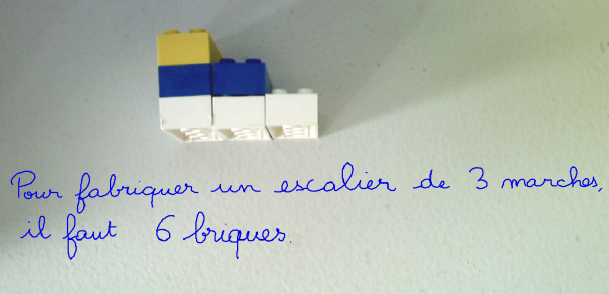 Pour fabriquer un escalier de 3 marches,
il faut 6 briques.